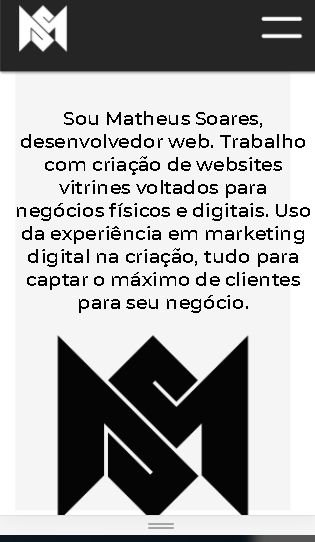 Sou Matheus Soares,
desenvolvedor web. Trabalho
com criação de websites
vitrines voltados para
negócios físicos e digitais. Uso
da experiência em marketing
digital na criação, tudo para
captar o máximo de clientes
para seu negócio.